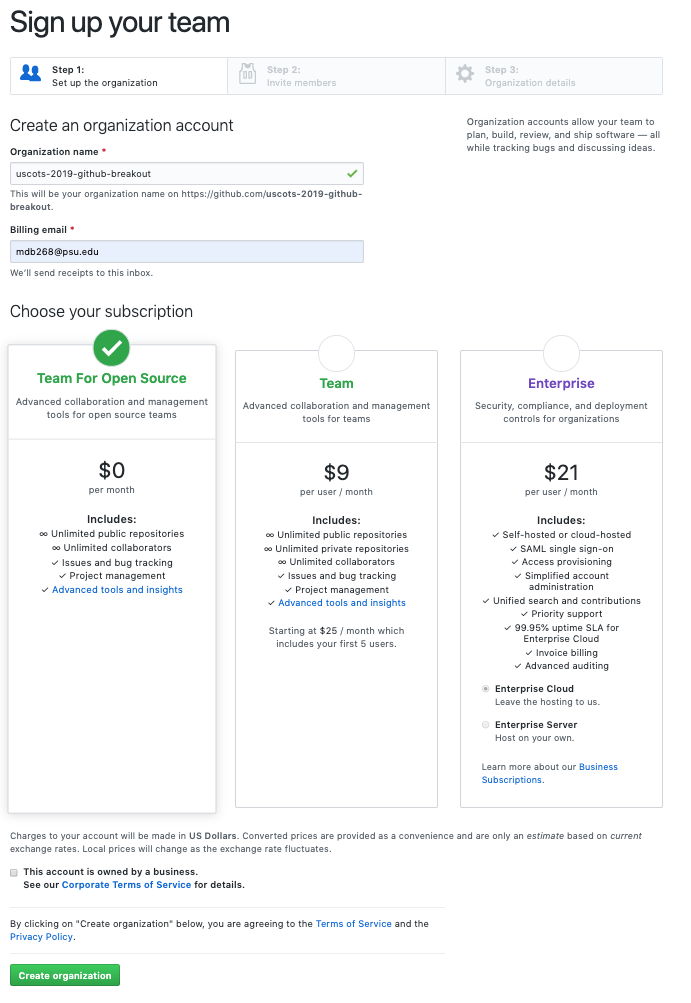 Sign up your team
Step 1:
Set up the organization
Step 2:
Invite members
Step 3:
Organization details
Create an organization account
Organization accounts allow your team to
plan, build, review, and ship software — all
while tracking bugs and discussing ideas.
Organization name *
uscots-2019-github-breakout
This will be your organization name on https://github.com/uscots-2019-github-
breakout.
Billing email *
mdb268@psu.edu
We'll send receipts to this inbox.
Choose your subscription
Team For Open Source
Advanced collaboration and management
tools for open source teams
$0
per month
Includes:
∞ Unlimited public repositories
∞ Unlimited collaborators
✓ Issues and bug tracking
✓ Project management
✓ Advanced tools and insights
Team
Advanced collaboration and management
tools for teams
$9
per user / month
Includes:
∞ Unlimited public repositories
∞ Unlimited private repositories
∞ Unlimited collaborators
✓ Issues and bug tracking
✓ Project management
✓ Advanced tools and insights
Starting at $25 / month which
includes your first 5 users.
Enterprise
Security, compliance, and deployment
controls for organizations
$21
per user / month
Includes:
✓ Self-hosted or cloud-hosted
✓ SAML single sign-on
✓ Access provisioning
✓ Simplified account
administration
✓ Unified search and contributions
✓ Priority support
✓ 99.95% uptime SLA for
Enterprise Cloud
✓ Invoice billing
✓ Advanced auditing
Enterprise Cloud
Leave the hosting to us.
Enterprise Server
Host on your own.
Learn more about our Business
Subscriptions.
Charges to your account will be made in US Dollars. Converted prices are provided as a convenience and are only an estimate based on current
exchange rates. Local prices will change as the exchange rate fluctuates.
This account is owned by a business.
See our Corporate Terms of Service for details.
By clicking on "Create organization" below, you are agreeing to the Terms of Service and the
Privacy Policy.
Create organization